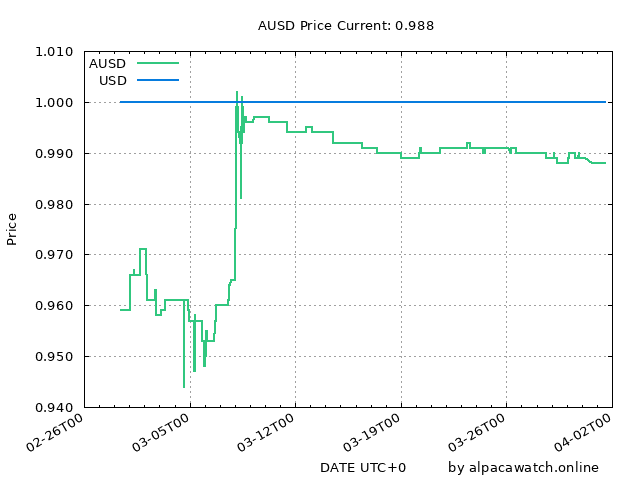 AUSD Price Current: 0.988
1.010
1.000
0.990
0.980
0.970
0.960
0.950
0.940
Price
AUSD
USD
02-26T00
03-05T00
03-12T00
03-19T00
03-26T00
04-02T00
DATE UTC+0
by alpacawatch.online